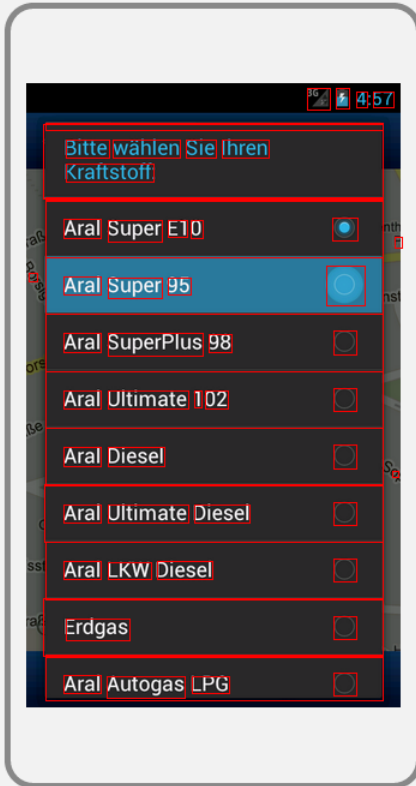 3G 4:57
Bitte wählen Sie Ihren
Kraftstoff:
Aral Super E10
Aral Super 95
Aral SuperPlus 98
Aral Ultimate 102
Aral Diesel
Aral Ultimate Diesel
Aral LKW Diesel
Erdgas
Aral Autogas LPG